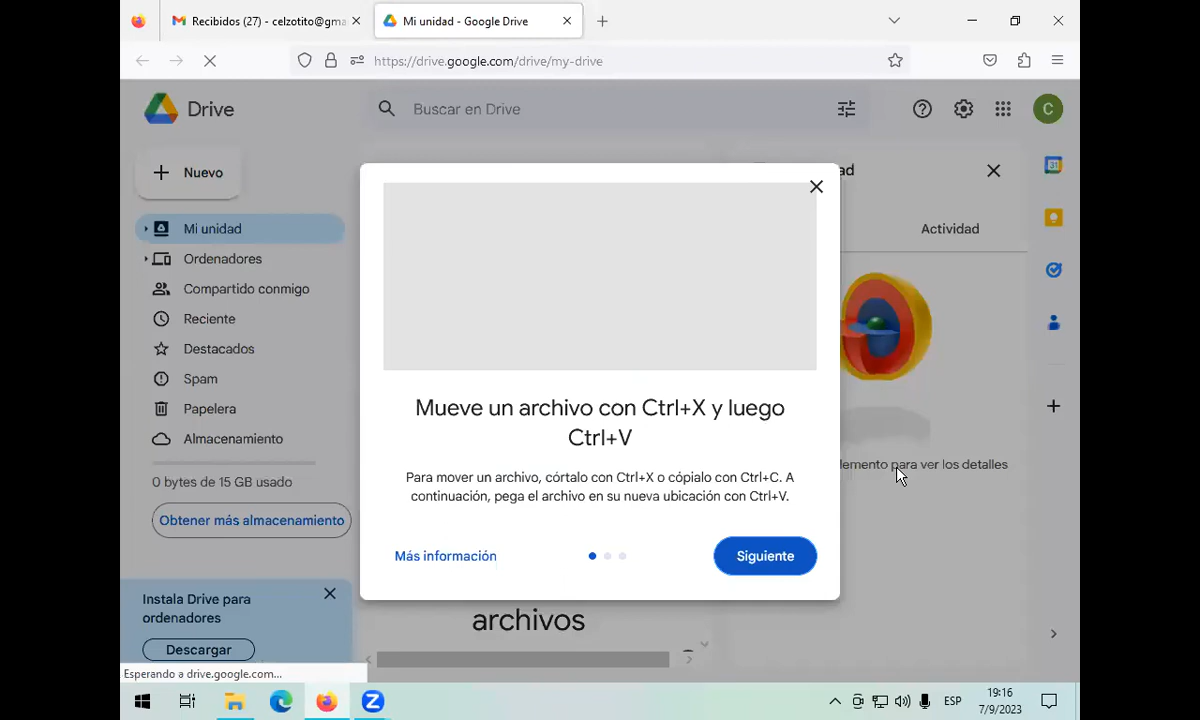 Recibidos (27) - celzotito@gma
Mi unidad - Google Drive
https://drive.google.com/drive/my-drive
Drive
Buscar en Drive
C
Nuevo
ad
31
Mi unidad
Actividad
Ordenadores
Compartido conmigo
Reciente
Destacados
Spam
Papelera
Almacenamiento
Mueve un archivo con Ctrl+X y luego
Ctrl+V
lemento para ver los detalles
Para mover un archivo, córtalo con Ctrl+X o cópialo con Ctrl+C. A
continuación, pega el archivo en su nueva ubicación con Ctrl+V.
0 bytes de 15 GB usado
Obtener más almacenamiento
Más información
Siguiente
Instala Drive para
ordenadores
archivos
Descargar
Esperando a drive.google.com...
Z
ESP
19:16
7/9/2023